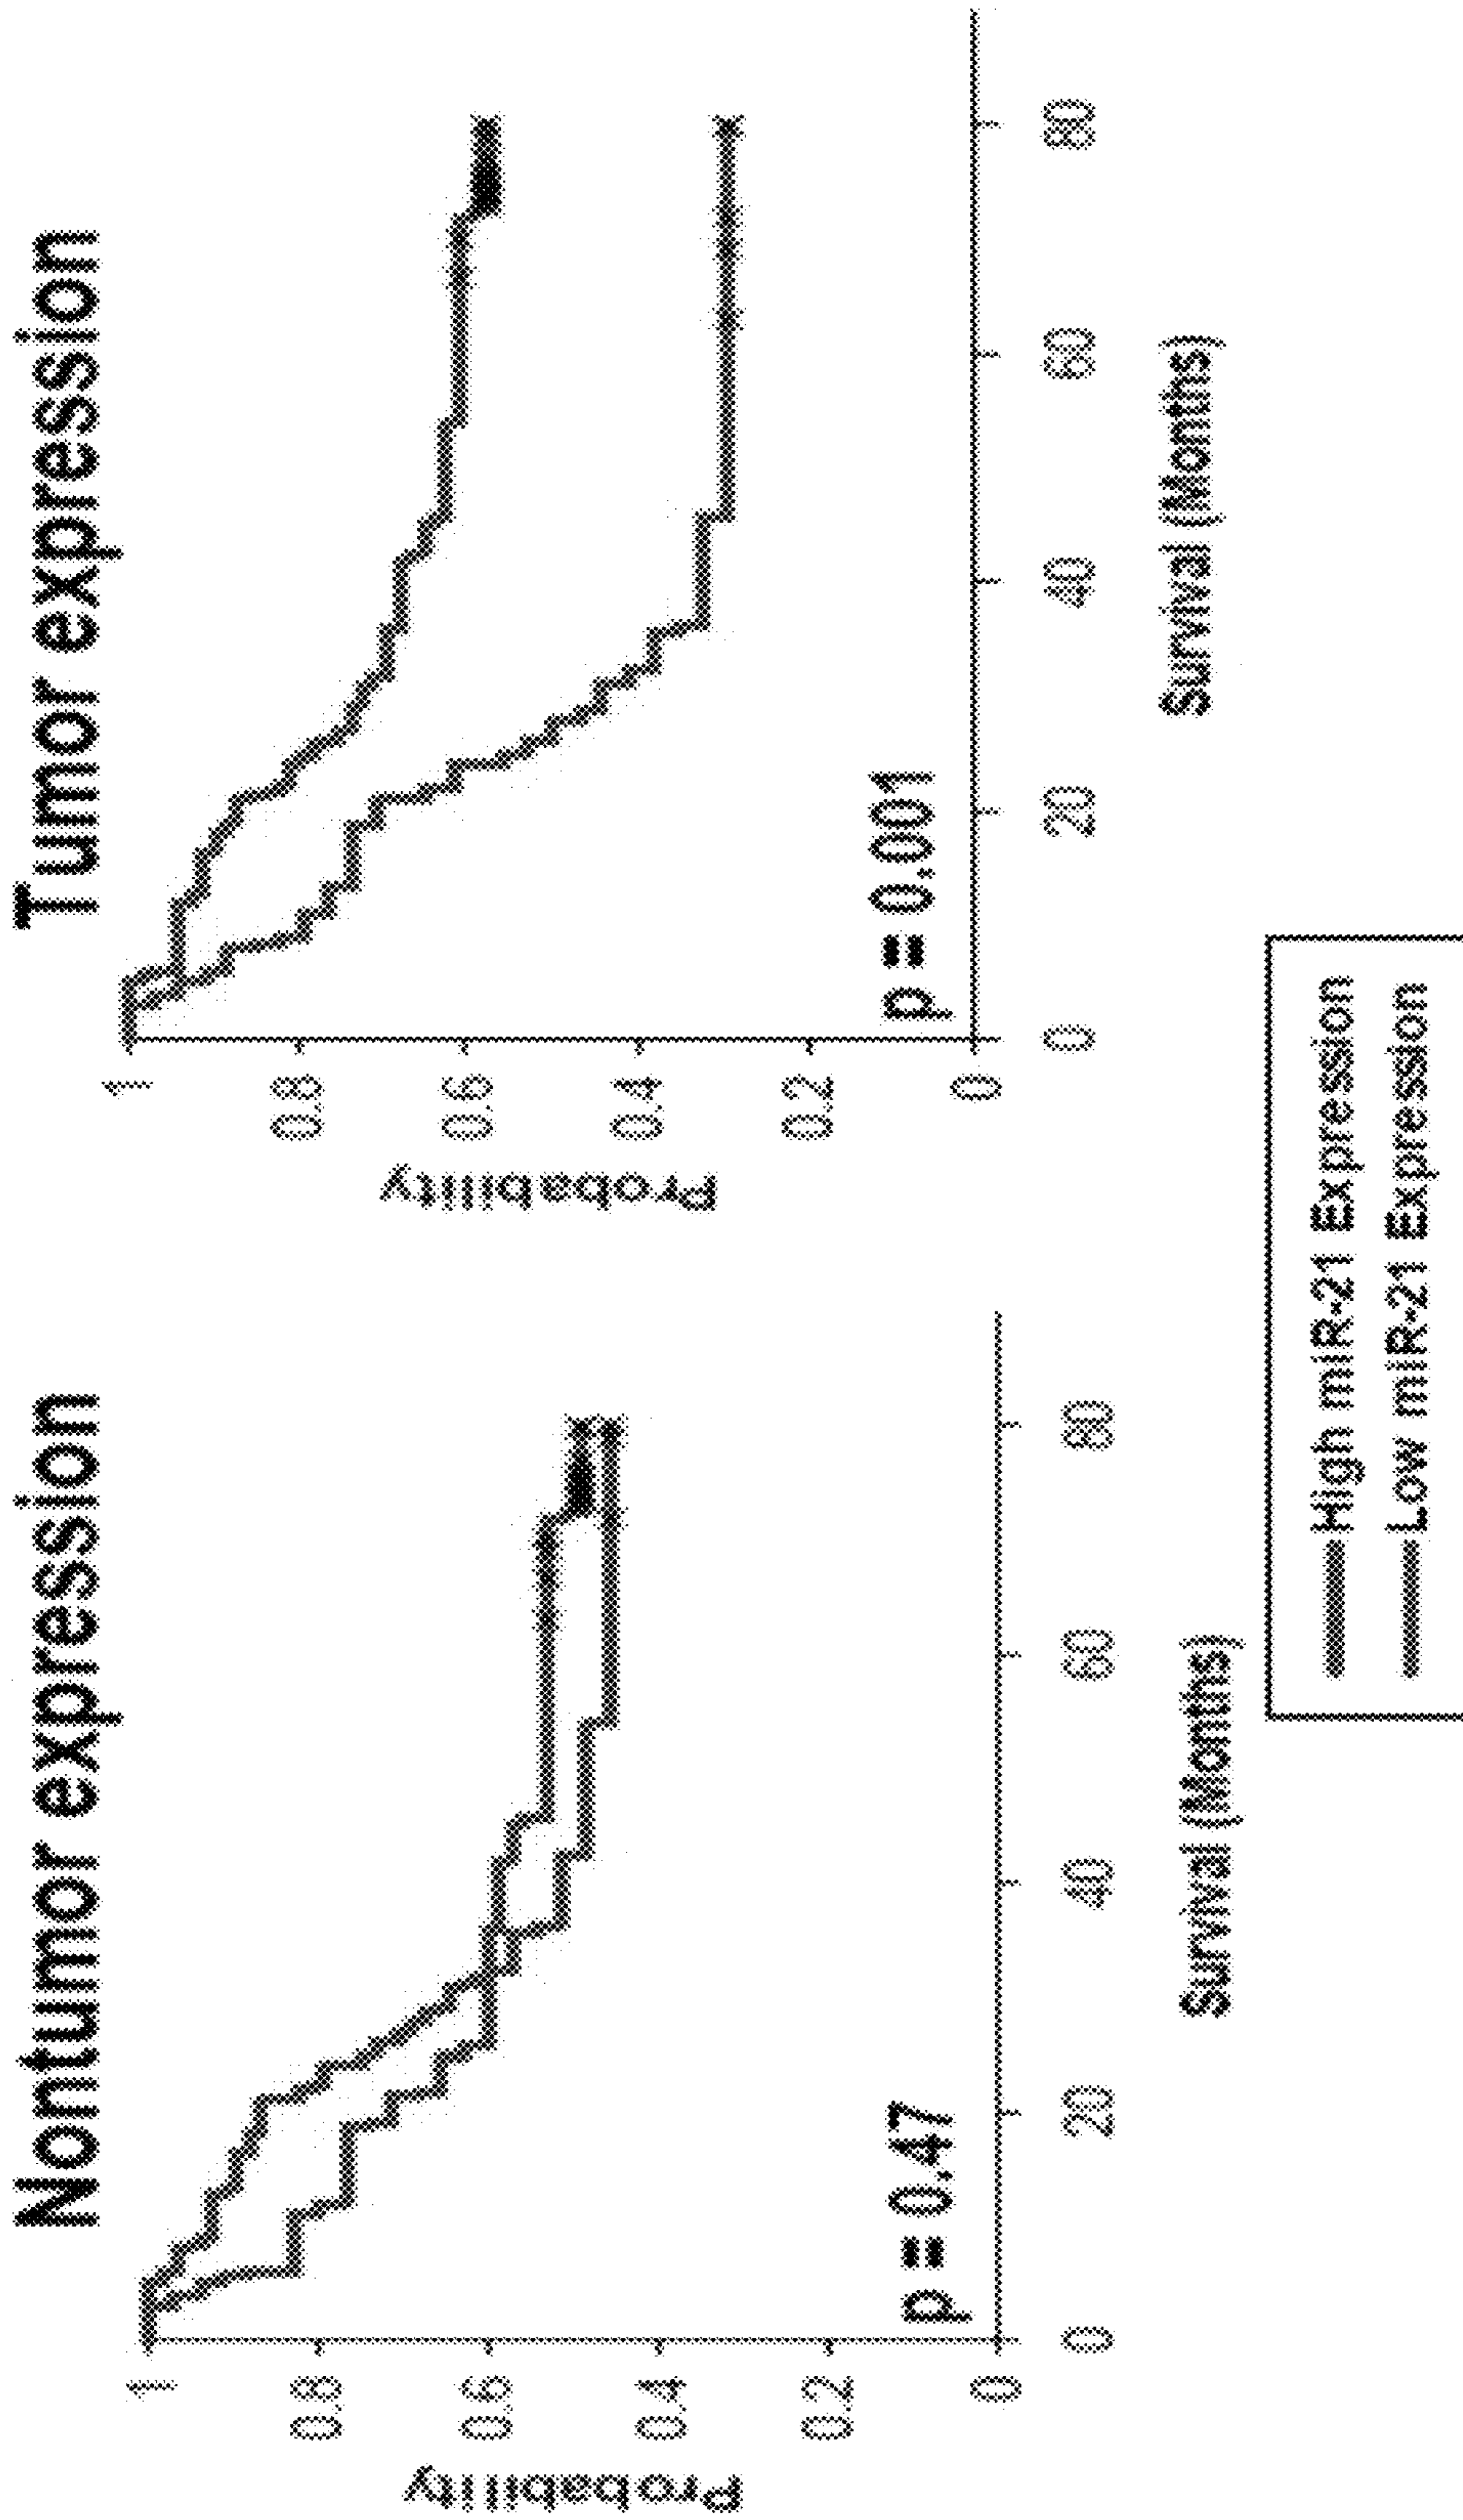 Nontumor expression
Probability
1
0.8
0.6
0.4
0.2
0
p = 0.47
0 20 40 60 80
Survival (Months)
Tumor expression
Probability
1
0.8
0.6
0.4
0.2
0
p = 0.001
0 20 40 60 80
Survival (Months)
High miR-21 Expression
Low miR-21 Expression